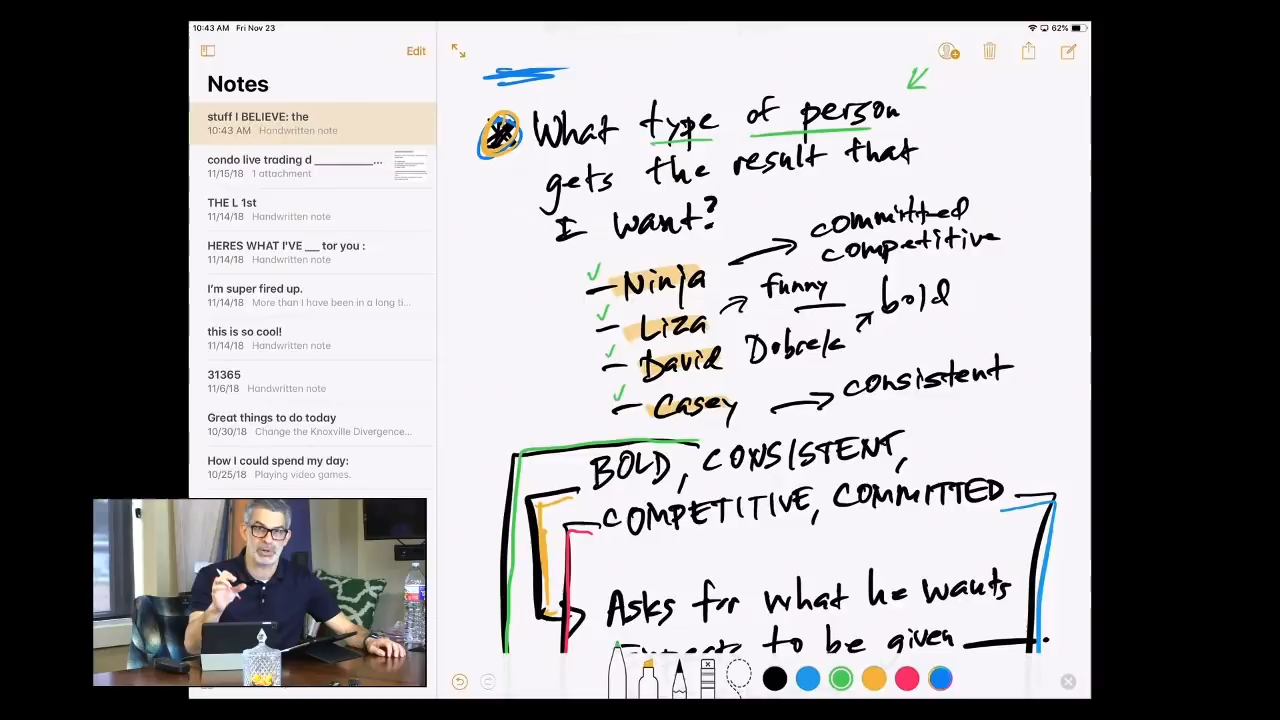 10:43 AM Fri Nov 23
62%
Edit
Notes
stuff I BELIEVE: the
10:43 AM Handwritten note
condo live trading d __________...
11/15/18 1 attachment
THE L 1st
11/14/18 Handwritten note
HERES WHAT I'VE ___ tor you :
11/14/18 Handwritten note
I'm super fired up.
11/14/18 More than I have been in a long ti...
this is so cool!
11/14/18 Handwritten note
31365
11/6/18 Handwritten note
Great things to do today
10/30/18 Change the Knoxville Divergence...
How I could spend my day:
10/25/18 Playing video games.
What type of person
gets the result that
I want?
committed
competitive
- Ninja
funny
- Liza
bold
- David Dobrek
- Casey
consistent
BOLD, CONSISTENT,
COMPETITIVE, COMMITTED
Asks for what he wants
Expects to be given